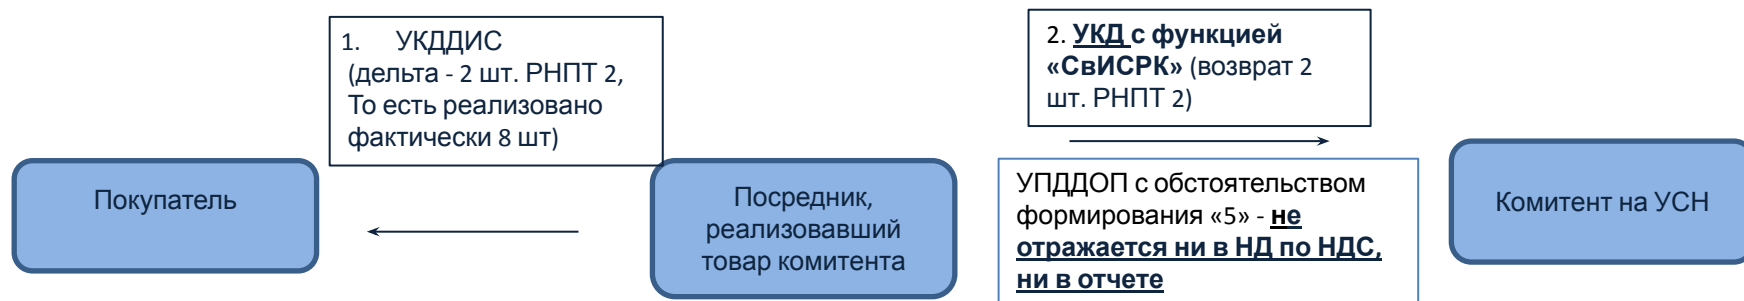 1. УКДДИС
(дельта - 2 шт. РНПТ 2,
То есть реализовано
фактически 8 шт)
2. УКД с функцией
«СвИСРК» (возврат 2
шт. РНПТ 2)
Покупатель
Посредник,
реализовавший
товар комитента
УПДДОП с обстоятельством
формирования «5» - не
отражается ни в НД по НДС,
ни в отчете
Комитент на УСН